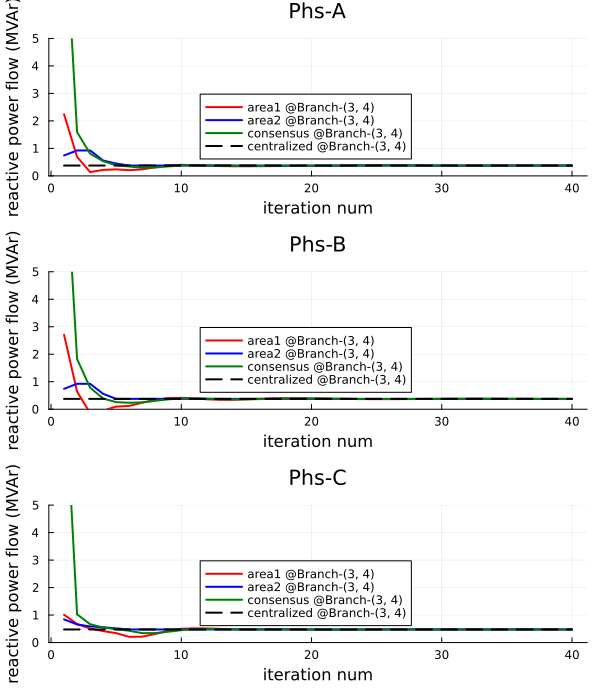 Phs-A
reactive power flow (MVAr)
5
4
3
2
1
0
area1 @Branch-(3, 4)
area2 @Branch-(3, 4)
consensus @Branch-(3, 4)
centralized @Branch-(3, 4)
0 10 20 30 40
iteration num
Phs-B
reactive power flow (MVAr)
5
4
3
2
1
0
area1 @Branch-(3, 4)
area2 @Branch-(3, 4)
consensus @Branch-(3, 4)
centralized @Branch-(3, 4)
0 10 20 30 40
iteration num
Phs-C
reactive power flow (MVAr)
5
4
3
2
1
0
area1 @Branch-(3, 4)
area2 @Branch-(3, 4)
consensus @Branch-(3, 4)
centralized @Branch-(3, 4)
0 10 20 30 40
iteration num